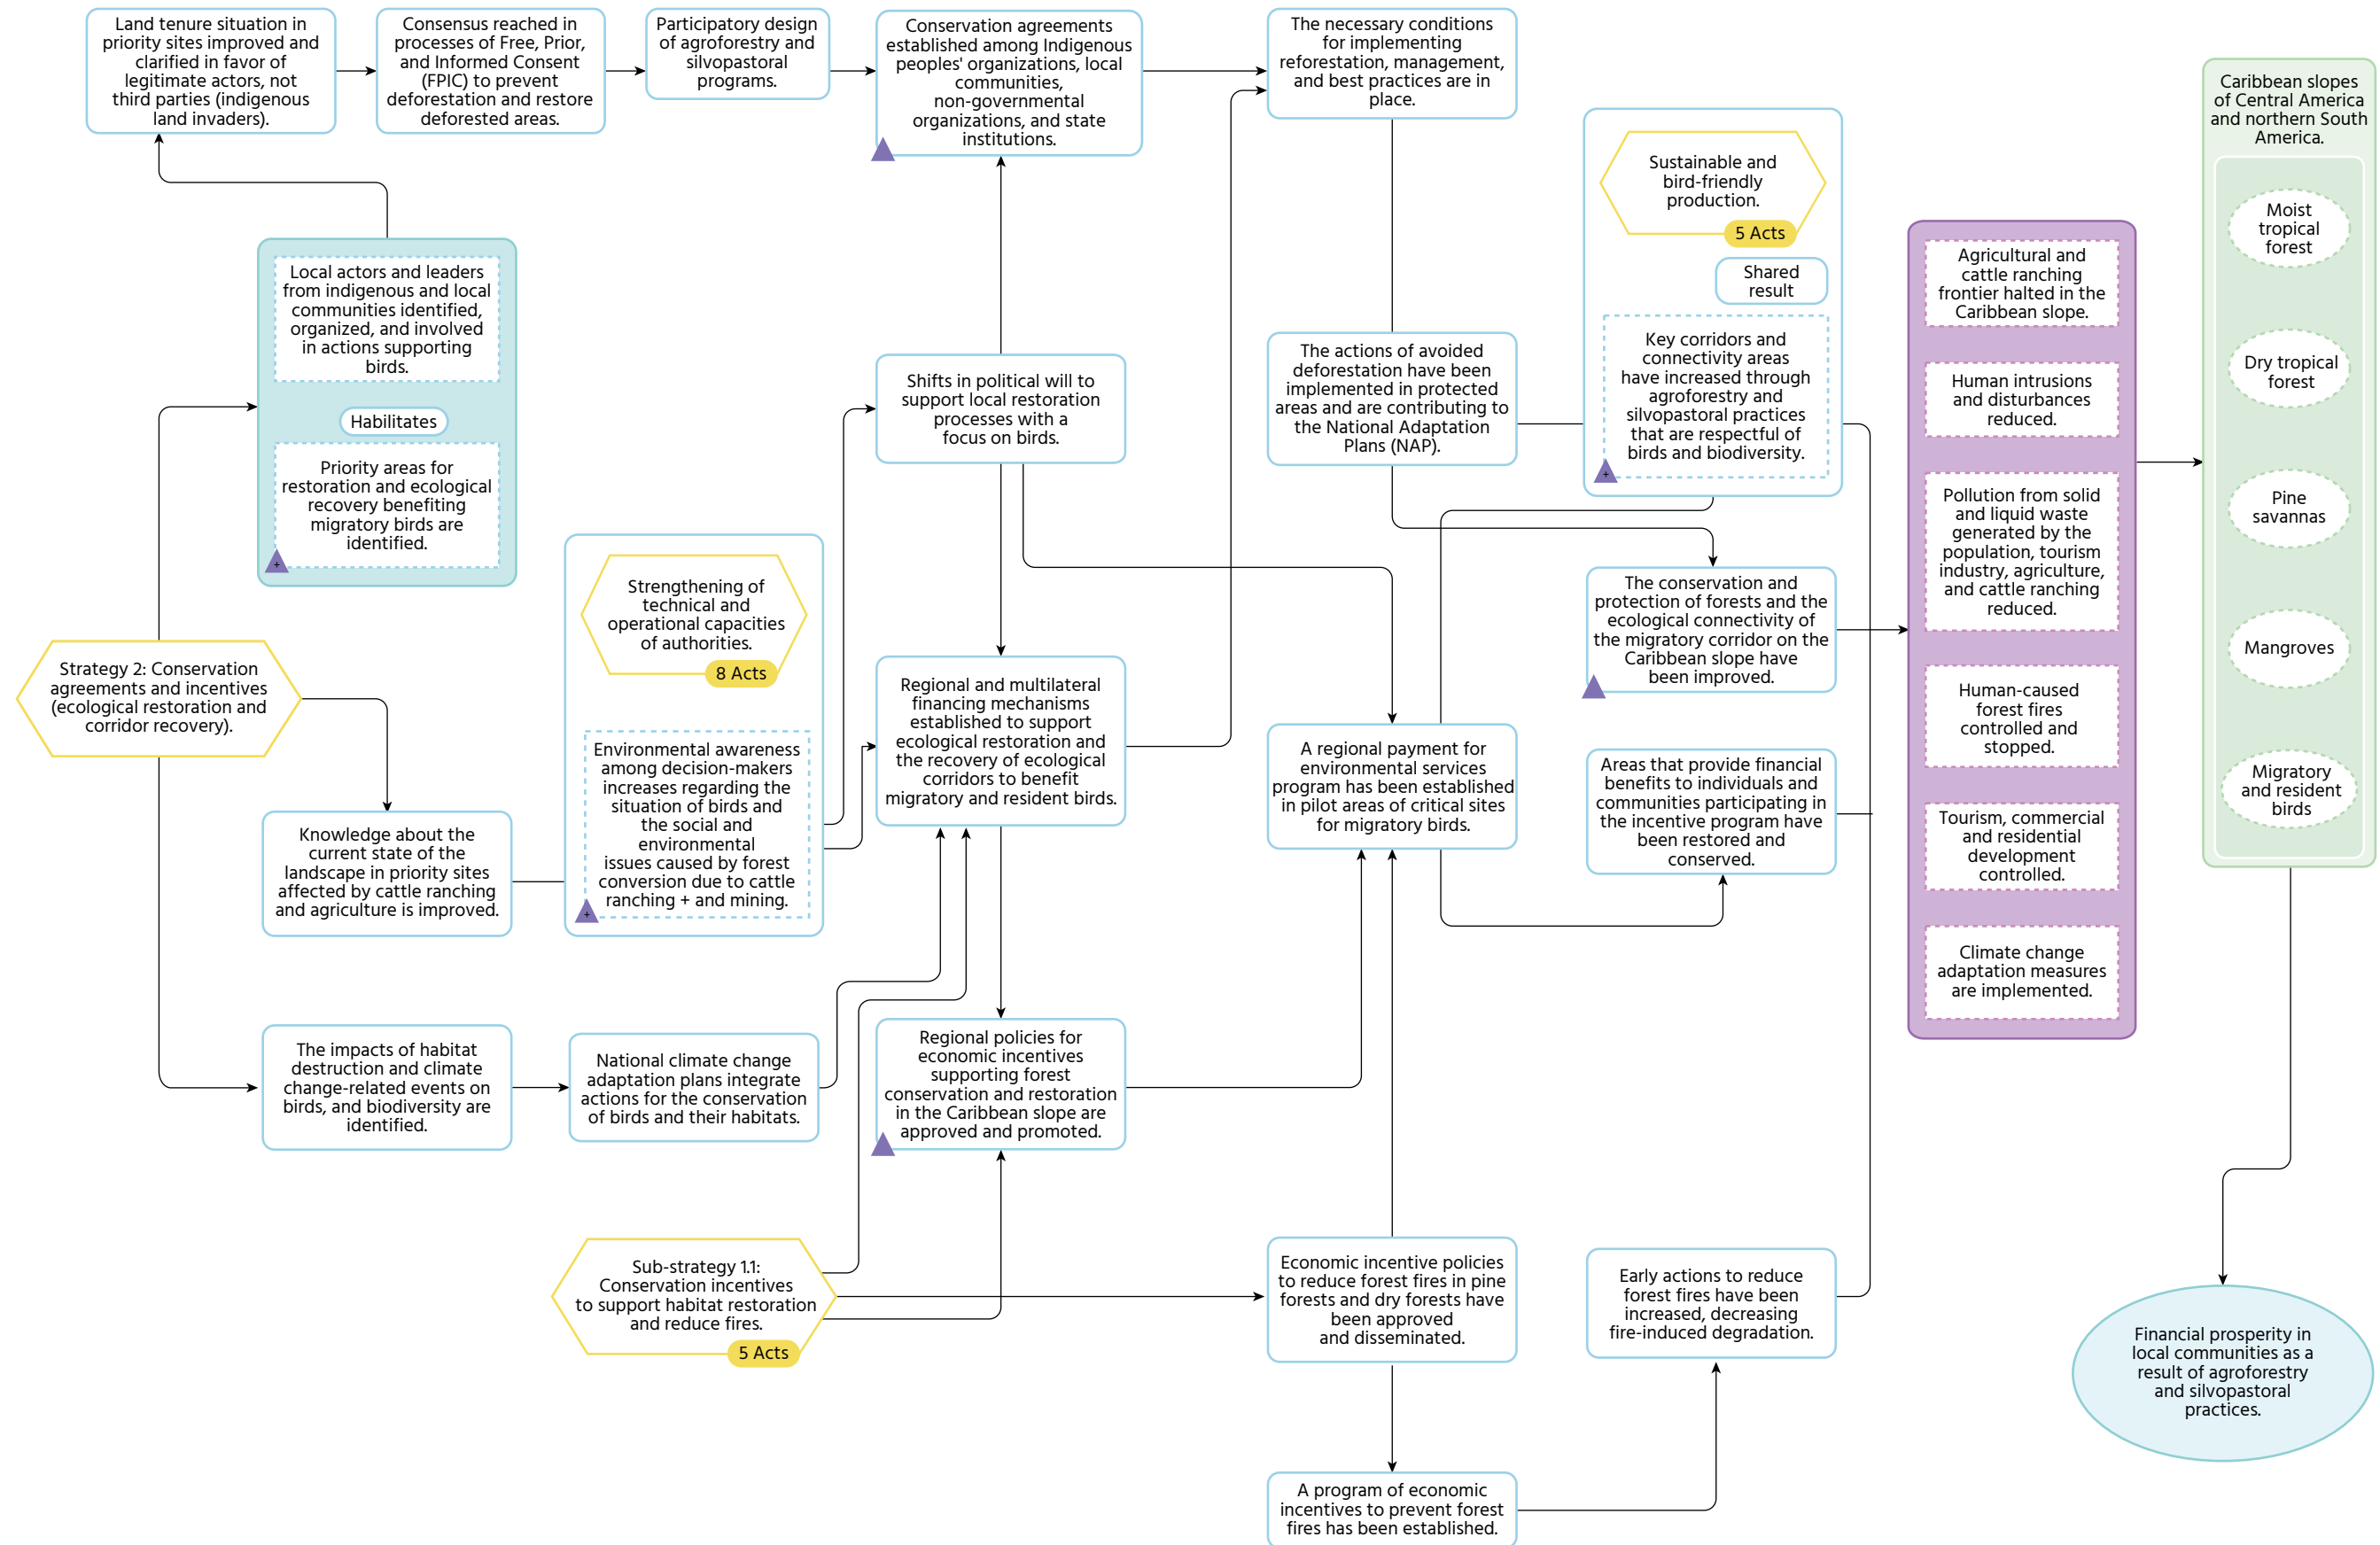 Land tenure situation in
priority sites improved and
clarified in favor of
legitimate actors, not
third parties (indigenous
land invaders).
Consensus reached in
processes of Free, Prior,
and Informed Consent
(FPIC) to prevent
deforestation and restore
deforested areas.
Participatory design
of agroforestry and
silvopastoral
programs.
Conservation agreements
established among Indigenous
peoples' organizations, local
communities,
non-governmental
organizations, and state
institutions.
The necessary conditions
for implementing
reforestation, management,
and best practices are in
place.
Local actors and leaders
from indigenous and local
communities identified,
organized, and involved
in actions supporting
birds.
Habilitates
Priority areas for
restoration and ecological
recovery benefiting
migratory birds are
identified.
+
Strategy 2: Conservation
agreements and incentives
(ecological restoration and
corridor recovery).
Knowledge about the
current state of the
landscape in priority sites
affected by cattle ranching
and agriculture is improved.
The impacts of habitat
destruction and climate
change-related events on
birds, and biodiversity are
identified.
Strengthening of
technical and
operational capacities
of authorities.
8 Acts
Environmental awareness
among decision-makers
increases regarding the
situation of birds and
the social and
environmental
issues caused by forest
conversion due to cattle
ranching + and mining.
+
National climate change
adaptation plans integrate
actions for the conservation
of birds and their habitats.
Sub-strategy 1.1:
Conservation incentives
to support habitat restoration
and reduce fires.
5 Acts
Shifts in political will to
support local restoration
processes with a
focus on birds.
Regional and multilateral
financing mechanisms
established to support
ecological restoration and
the recovery of ecological
corridors to benefit
migratory and resident birds.
Regional policies for
economic incentives
supporting forest
conservation and restoration
in the Caribbean slope are
approved and promoted.
The actions of avoided
deforestation have been
implemented in protected
areas and are contributing to
the National Adaptation
Plans (NAP).
A regional payment for
environmental services
program has been established
in pilot areas of critical sites
for migratory birds.
Economic incentive policies
to reduce forest fires in pine
forests and dry forests have
been approved
and disseminated.
A program of economic
incentives to prevent forest
fires has been established.
Sustainable and
bird-friendly
production.
5 Acts
Shared
result
Key corridors and
connectivity areas
have increased through
agroforestry and
silvopastoral practices
that are respectful of
birds and biodiversity.
+
The conservation and
protection of forests and the
ecological connectivity of
the migratory corridor on the
Caribbean slope have
been improved.
Areas that provide financial
benefits to individuals and
communities participating in
the incentive program have
been restored and
conserved.
Early actions to reduce
forest fires have been
increased, decreasing
fire-induced degradation.
Agricultural and
cattle ranching
frontier halted in the
Caribbean slope.
Human intrusions
and disturbances
reduced.
Pollution from solid
and liquid waste
generated by the
population, tourism
industry, agriculture,
and cattle ranching
reduced.
Human-caused
forest fires
controlled and
stopped.
Tourism, commercial
and residential
development
controlled.
Climate change
adaptation measures
are implemented.
Caribbean slopes
of Central America
and northern South
America.
Moist
tropical
forest
Dry tropical
forest
Pine
savannas
Mangroves
Migratory
and resident
birds
Financial prosperity in
local communities as a
result of agroforestry
and silvopastoral
practices.